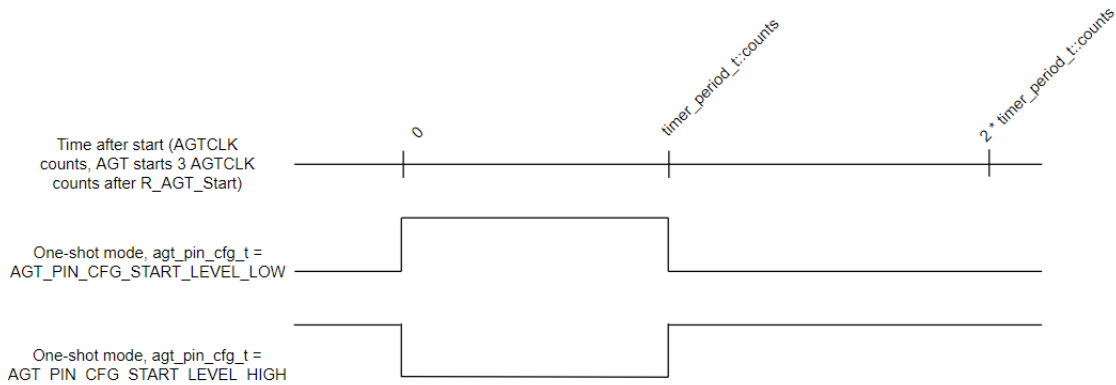 0
timer_period_t::counts
2 * timer_period_t::counts
Time after start (AGTCLK
counts, AGT starts 3 AGTCLK
counts after R_AGT_Start)
One-shot mode, agt_pin_cfg_t =
AGT_PIN_CFG_START_LEVEL_LOW
One-shot mode, agt_pin_cfg_t =
AGT_PIN_CFG_START_LEVEL_HIGH